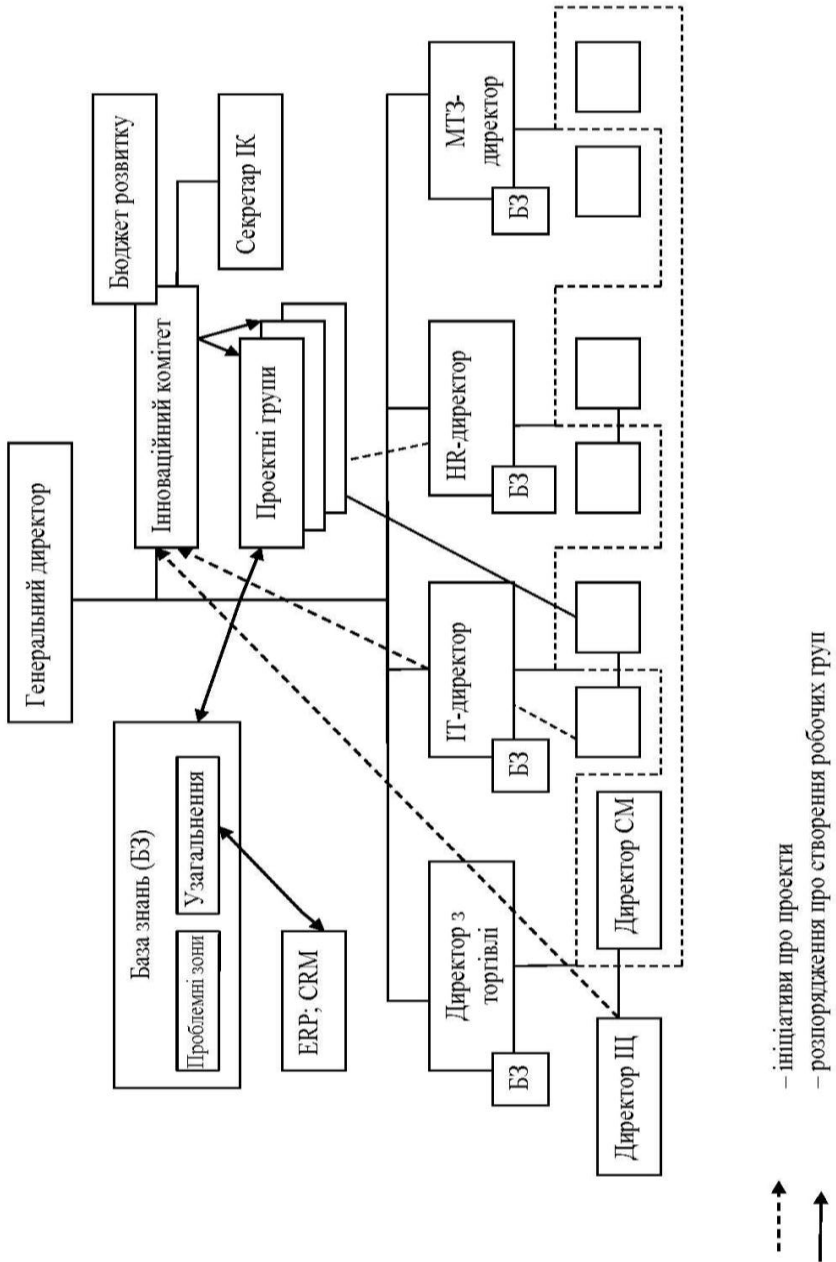 Генеральний директор
Бюджет розвитку
Інноваційний комітет
Секретар ІК
Проектні групи
База знань (БЗ)
Проблемні зони
Узагальнення
ERP; CRM
Директор з
торгівлі
БЗ
ІТ-директор
БЗ
HR-директор
БЗ
МТЗ-
директор
БЗ
Директор ІЦ
Директор СМ
– ініціативи про проекти
– розпорядження про створення робочих груп